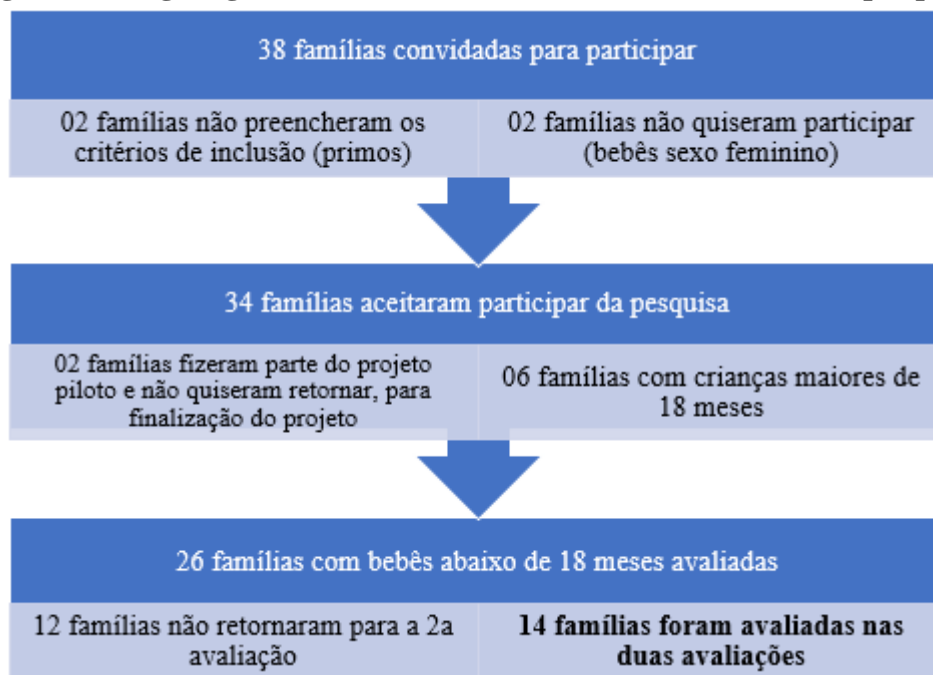 38 famílias convidadas para participar
02 famílias não preencheram os
critérios de inclusão (primos)
02 famílias não quiseram participar
(bebês sexo feminino)
34 famílias aceitaram participar da pesquisa
02 famílias fizeram parte do projeto
piloto e não quiseram retornar, para
finalização do projeto
06 famílias com crianças maiores de
18 meses
26 famílias com bebês abaixo de 18 meses avaliadas
12 famílias não retornaram para a 2a
avaliação
14 famílias foram avaliadas nas
duas avaliações